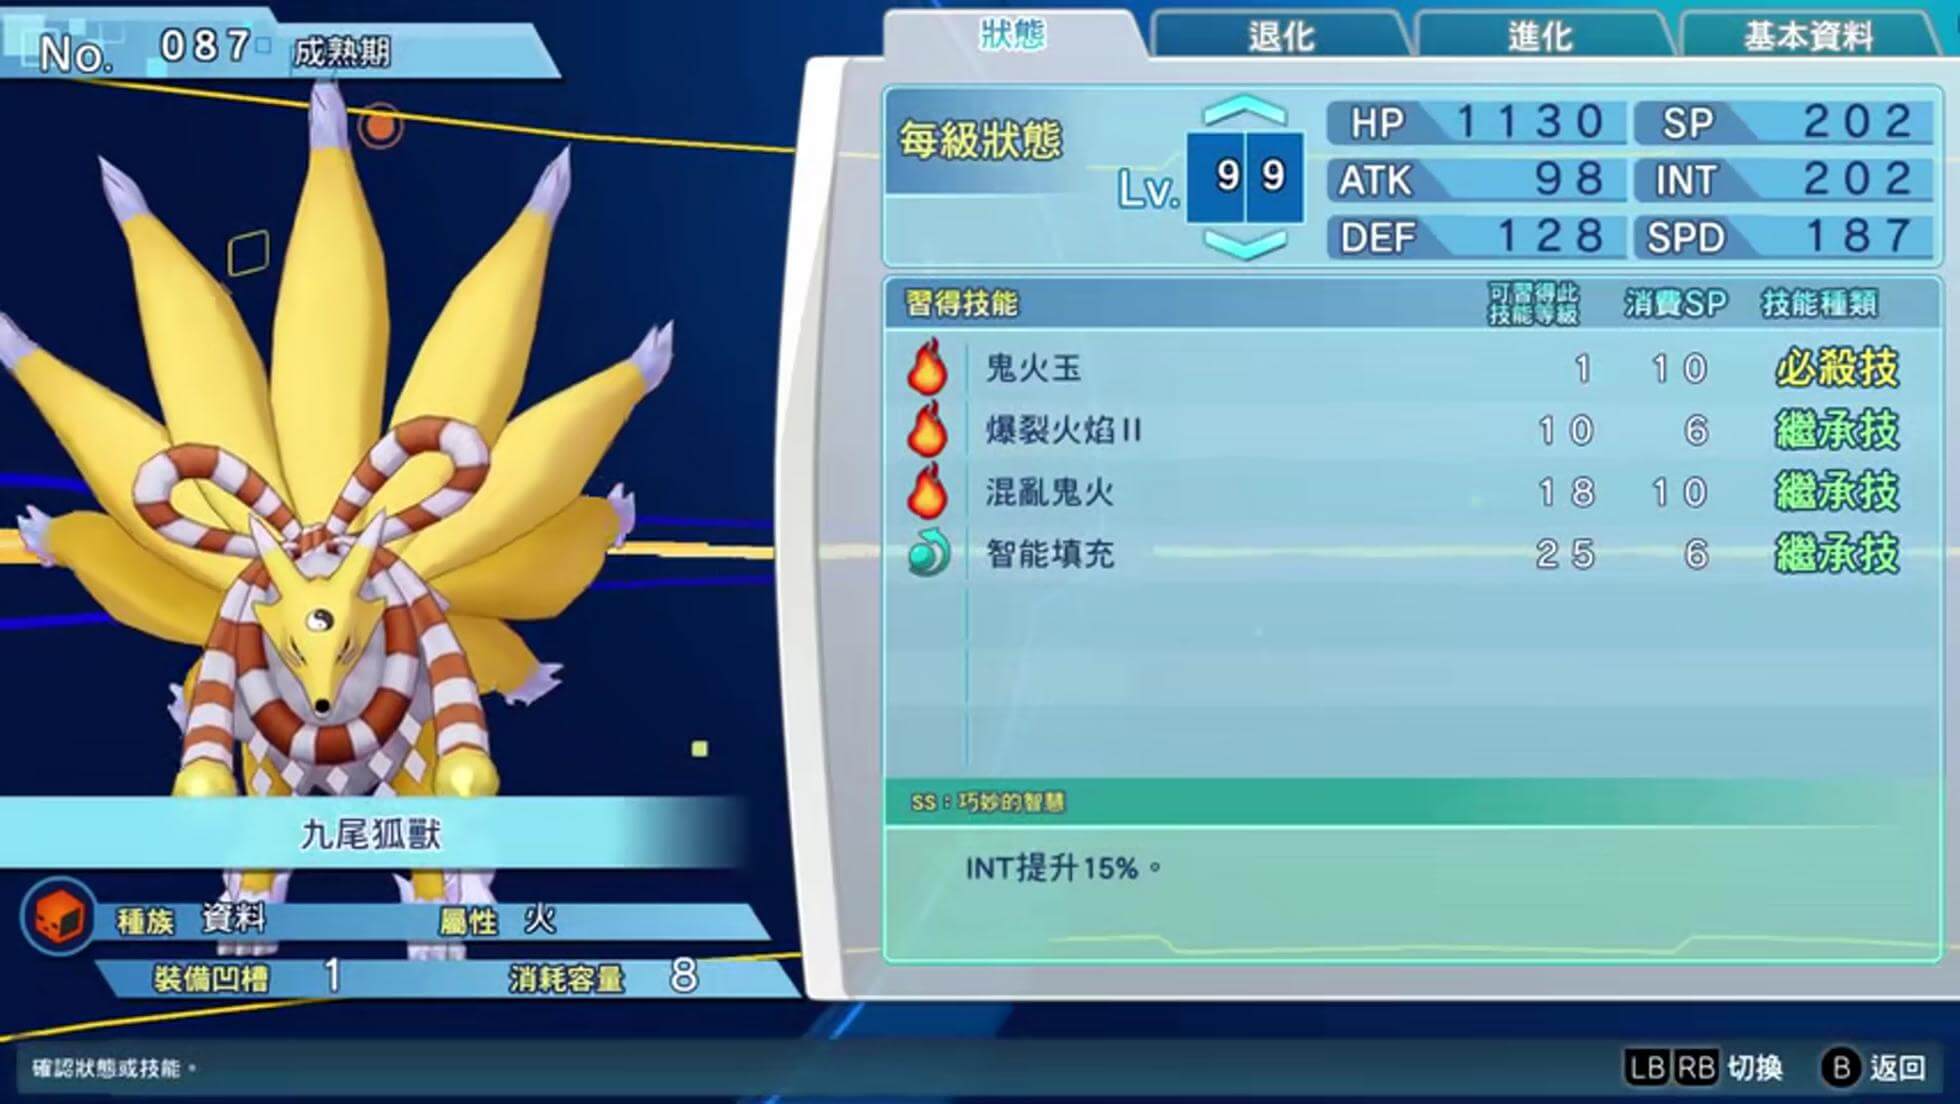 No. 087 成熟期
狀態 退化 進化 基本資料
每級狀態 Lv. 99
HP 1130 SP 202
ATK 98 INT 202
DEF 128 SPD 187
習得技能 可習得此技能等級 消費SP 技能種類
鬼火玉 1 10 必殺技
爆裂火焰II 10 6 繼承技
混亂鬼火 18 10 繼承技
智能填充 25 6 繼承技
SS：巧妙的智慧
INT提升15%。
九尾狐獸
種族 資料 屬性 火
裝備凹槽 1 消耗容量 8
確認狀態或技能。
LB RB 切換 B 返回